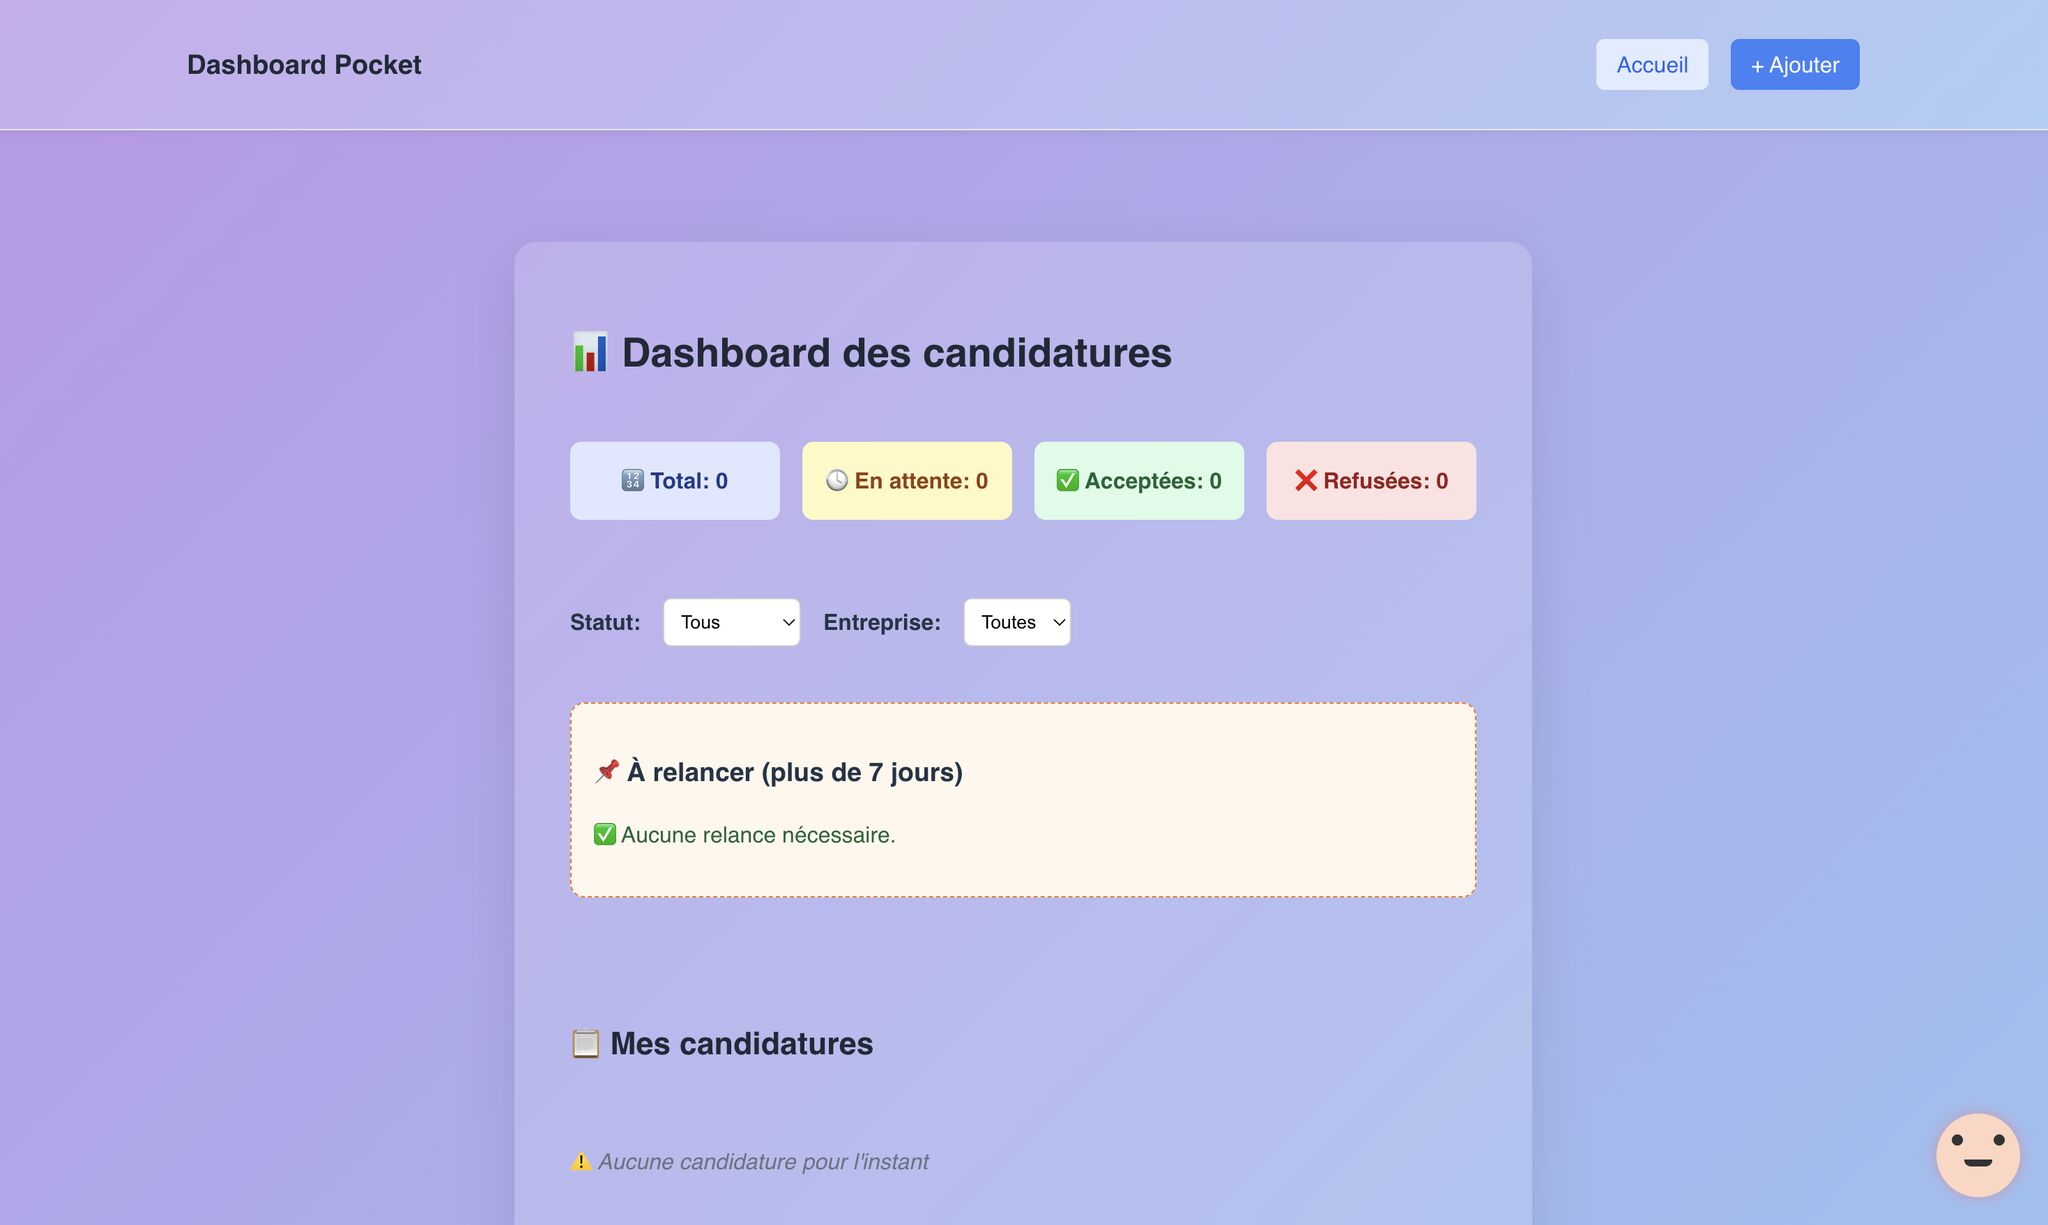 Dashboard Pocket
Accueil
+ Ajouter
Dashboard des candidatures
Total: 0
En attente: 0
Acceptées: 0
Refusées: 0
Statut:
Tous
Entreprise:
Toutes
À relancer (plus de 7 jours)
Aucune relance nécessaire.
Mes candidatures
Aucune candidature pour l'instant